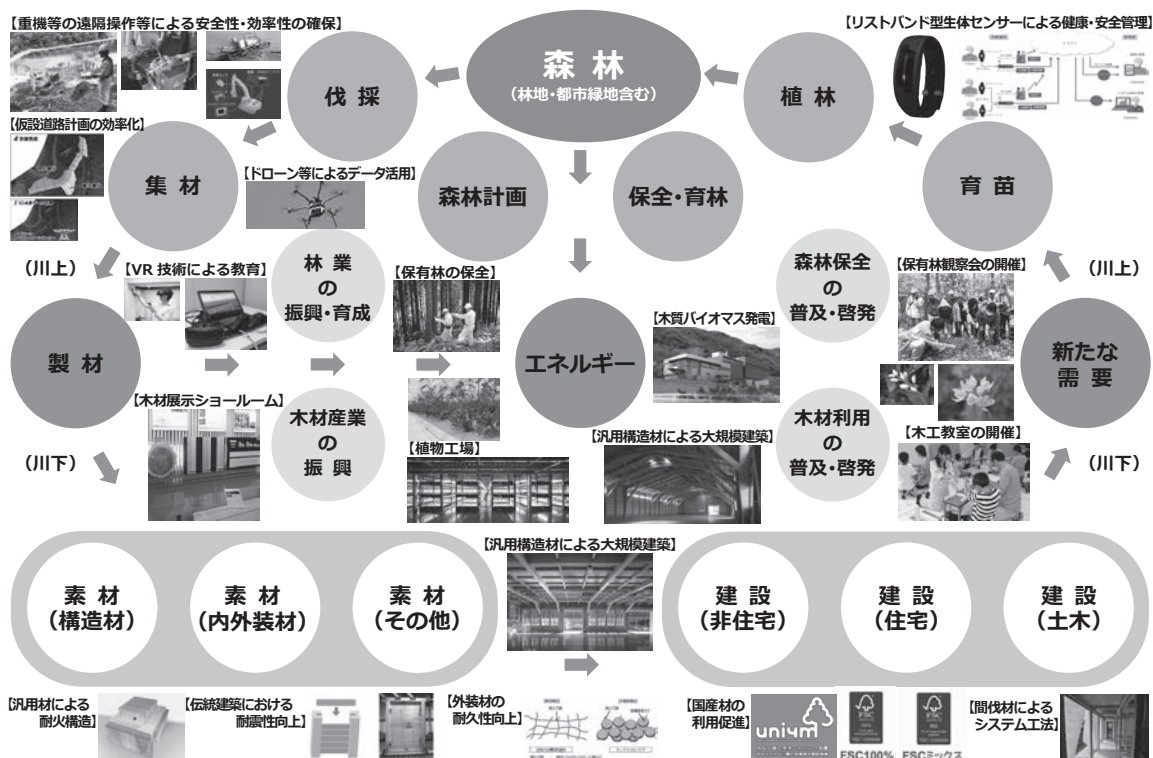 【重機等の遠隔操作等による安全性・効率性の確保】
【リストバンド型生体センサーによる健康・安全管理】
森 林
（林地・都市緑地含む）
伐 採
植 林
【仮設道路計画の効率化】
集 材
【ドローン等によるデータ活用】
森林計画
保全・育林
育 苗
（川上）
【VR 技術による教育】
林 業
の
振興・育成
【保有林の保全】
森林保全
の
普及・啓発
【保有林観察会の開催】
（川上）
製 材
エネルギー
【木質バイオマス発電】
新たな
需 要
【木材展示ショールーム】
木材産業
の
振 興
【植物工場】
【汎用構造材による大規模建築】
木材利用
の
普及・啓発
【木工教室の開催】
（川下）
（川下）
素 材
（構造材）
素 材
（内外装材）
素 材
（その他）
【汎用構造材による大規模建築】
建 設
（非住宅）
建 設
（住宅）
建 設
（土木）
【汎用材による
耐火構造】
【伝統建築における
耐震性向上】
【外装材の
耐久性向上】
【国産材の
利用促進】
uni4m
FSC
FSC100%
FSC
FSCミックス
【間伐材による
システム工法】